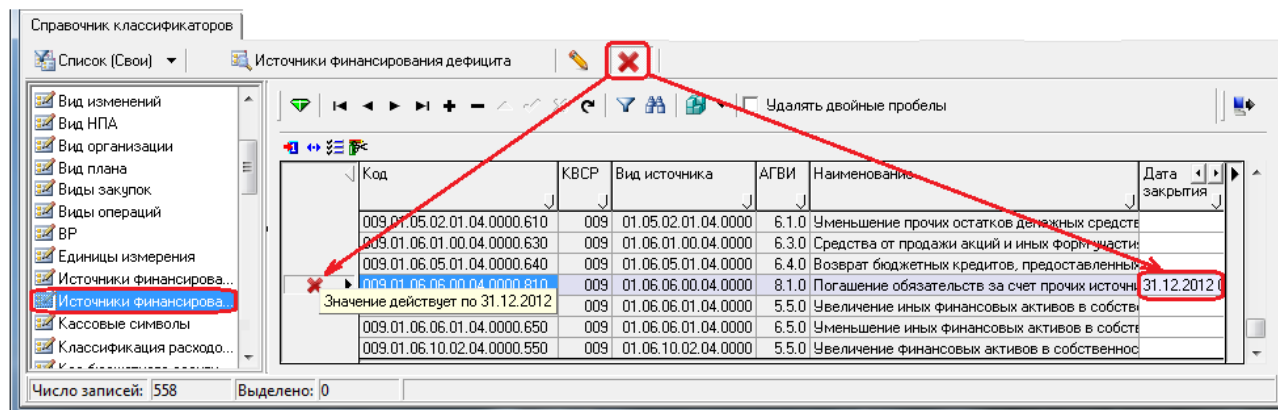 Справочник классификаторов
Список (Свои) Источники финансирования дефицита
Вид изменений
Вид НПА
Вид организации
Вид плана
Виды закупок
Виды операций
ВР
Единицы измерения
Источники финансирова...
Источники финансирова...
Кассовые символы
Классификация расходо...
Удалять двойные пробелы
Код КВСР Вид источника АГВИ Наименование Дата закрытия
009.01.05.02.01.04.0000.610 009 01.05.02.01.04.0000 6.1.0 Уменьшение прочих остатков денежных средств
009.01.06.01.00.04.0000.630 009 01.06.01.00.04.0000 6.3.0 Средства от продажи акций и иных форм участи
009.01.06.05.01.04.0000.640 009 01.06.05.01.04.0000 6.4.0 Возврат бюджетных кредитов, предоставленных
009.01.06.06.00.04.0000.810 009 01.06.06.00.04.0000 8.1.0 Погашение обязательств за счет прочих источн 31.12.2012 0
Значение действует по 31.12.2012
009 01.06.06.01.04.0000 5.5.0 Увеличение иных финансовых активов в собстве
009.01.06.06.01.04.0000.650 009 01.06.06.01.04.0000 6.5.0 Уменьшение иных финансовых активов в собств
009.01.06.10.02.04.0000.550 009 01.06.10.02.04.0000 5.5.0 Увеличение финансовых активов в собственнос
Число записей: 558 Выделено: 0